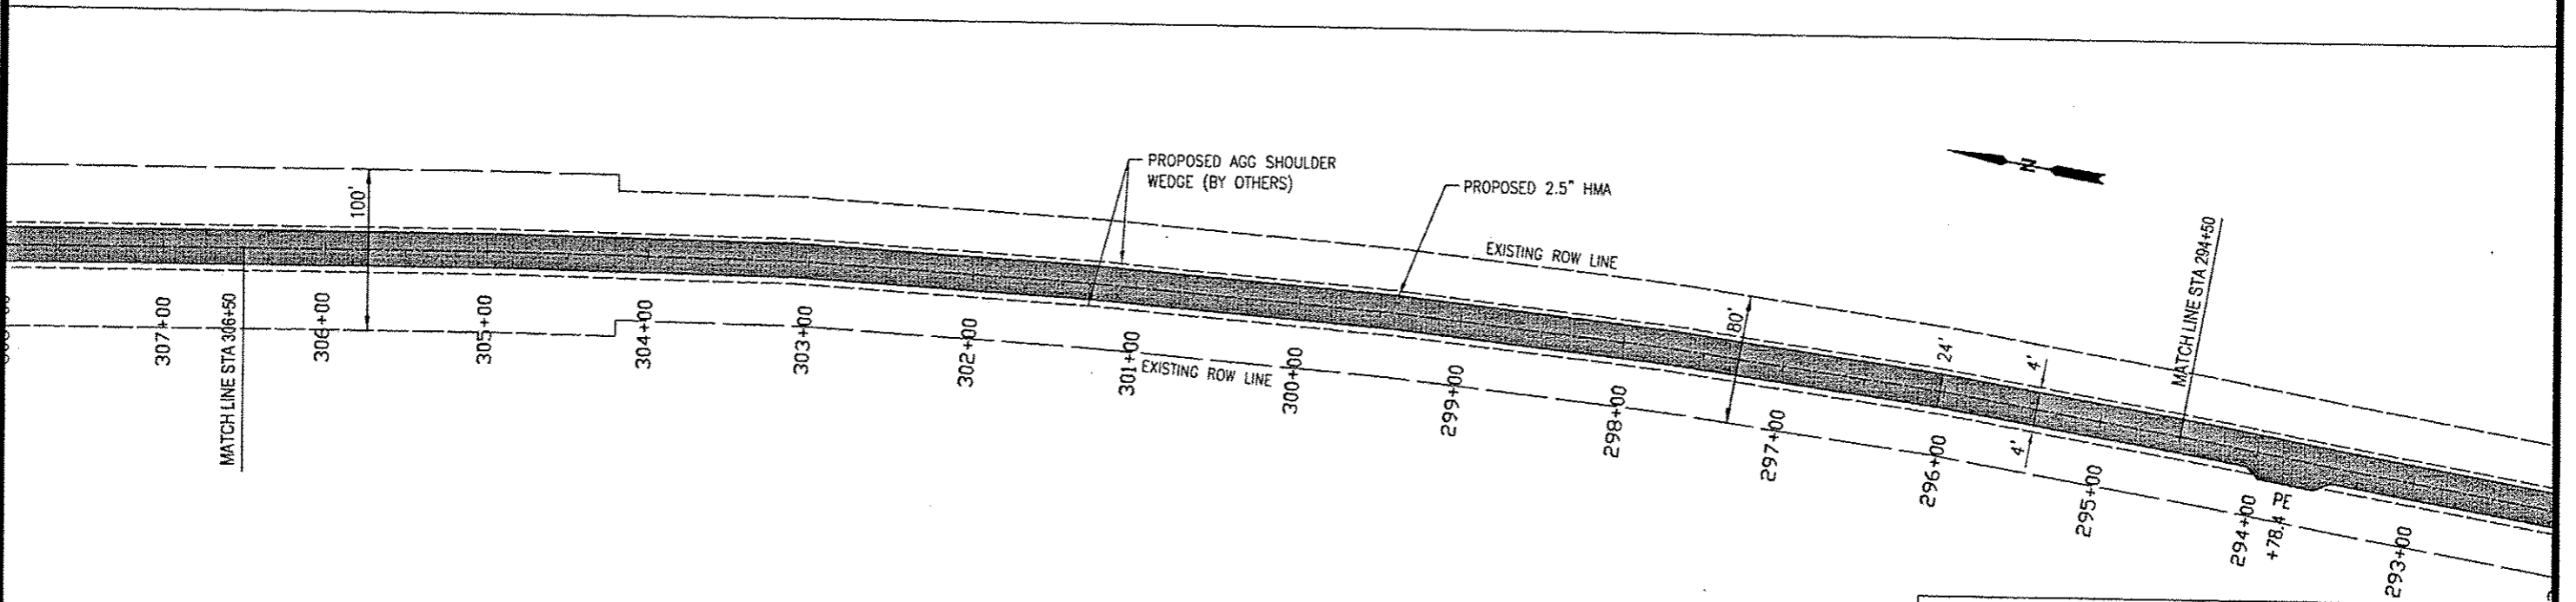 PROPOSED AGG SHOULDER
WEDGE (BY OTHERS)
PROPOSED 2.5" HMA
N
100'
EXISTING ROW LINE
80'
24'
4'
4'
MATCH LINE STA 294+50
MATCH LINE STA 306+50
EXISTING ROW LINE
307+00
306+00
305+00
304+00
303+00
302+00
301+00
300+00
299+00
298+00
297+00
296+00
295+00
294+00
+78.4 PE
293+00